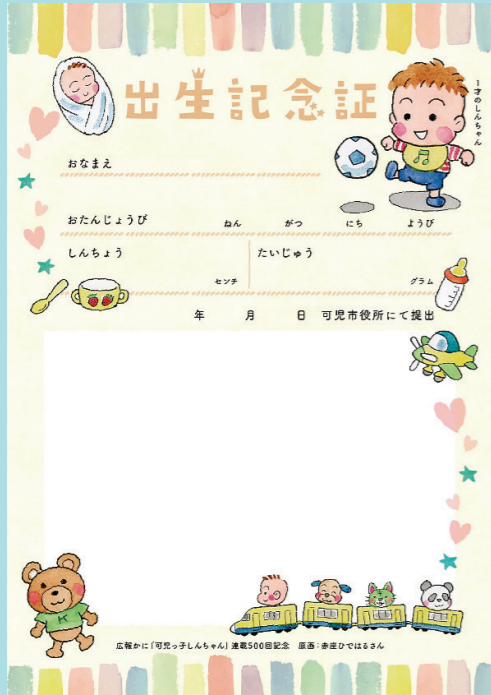 出生記念証
1才のしんちゃん
おなまえ
おたんじょうび ねん がつ にち ようび
しんちょう センチ たいじゅう グラム
年 月 日 可児市役所にて提出
K
広報かに「可児っ子しんちゃん」連載500回記念 原画:赤座ひではるさん